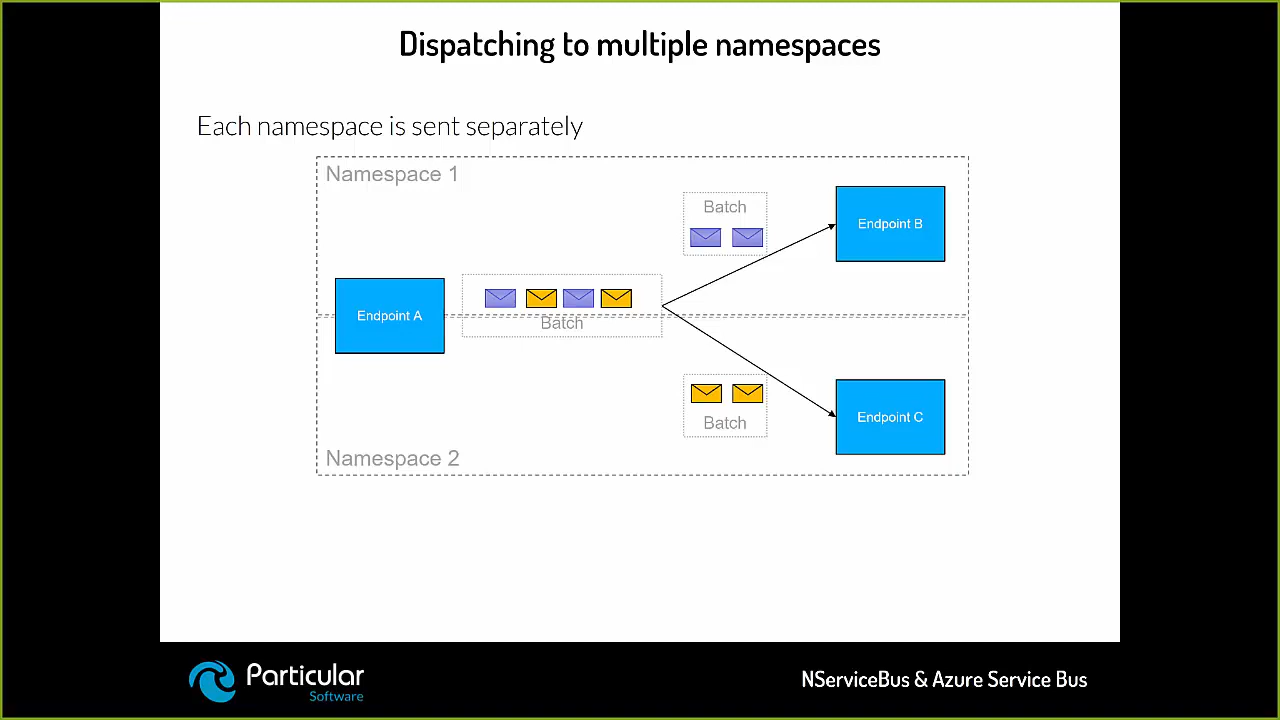 Dispatching to multiple namespaces
Each namespace is sent separately
Namespace 1
Batch
Endpoint B
Endpoint A
Batch
Endpoint C
Batch
Namespace 2
Particular
Software
NServiceBus & Azure Service Bus